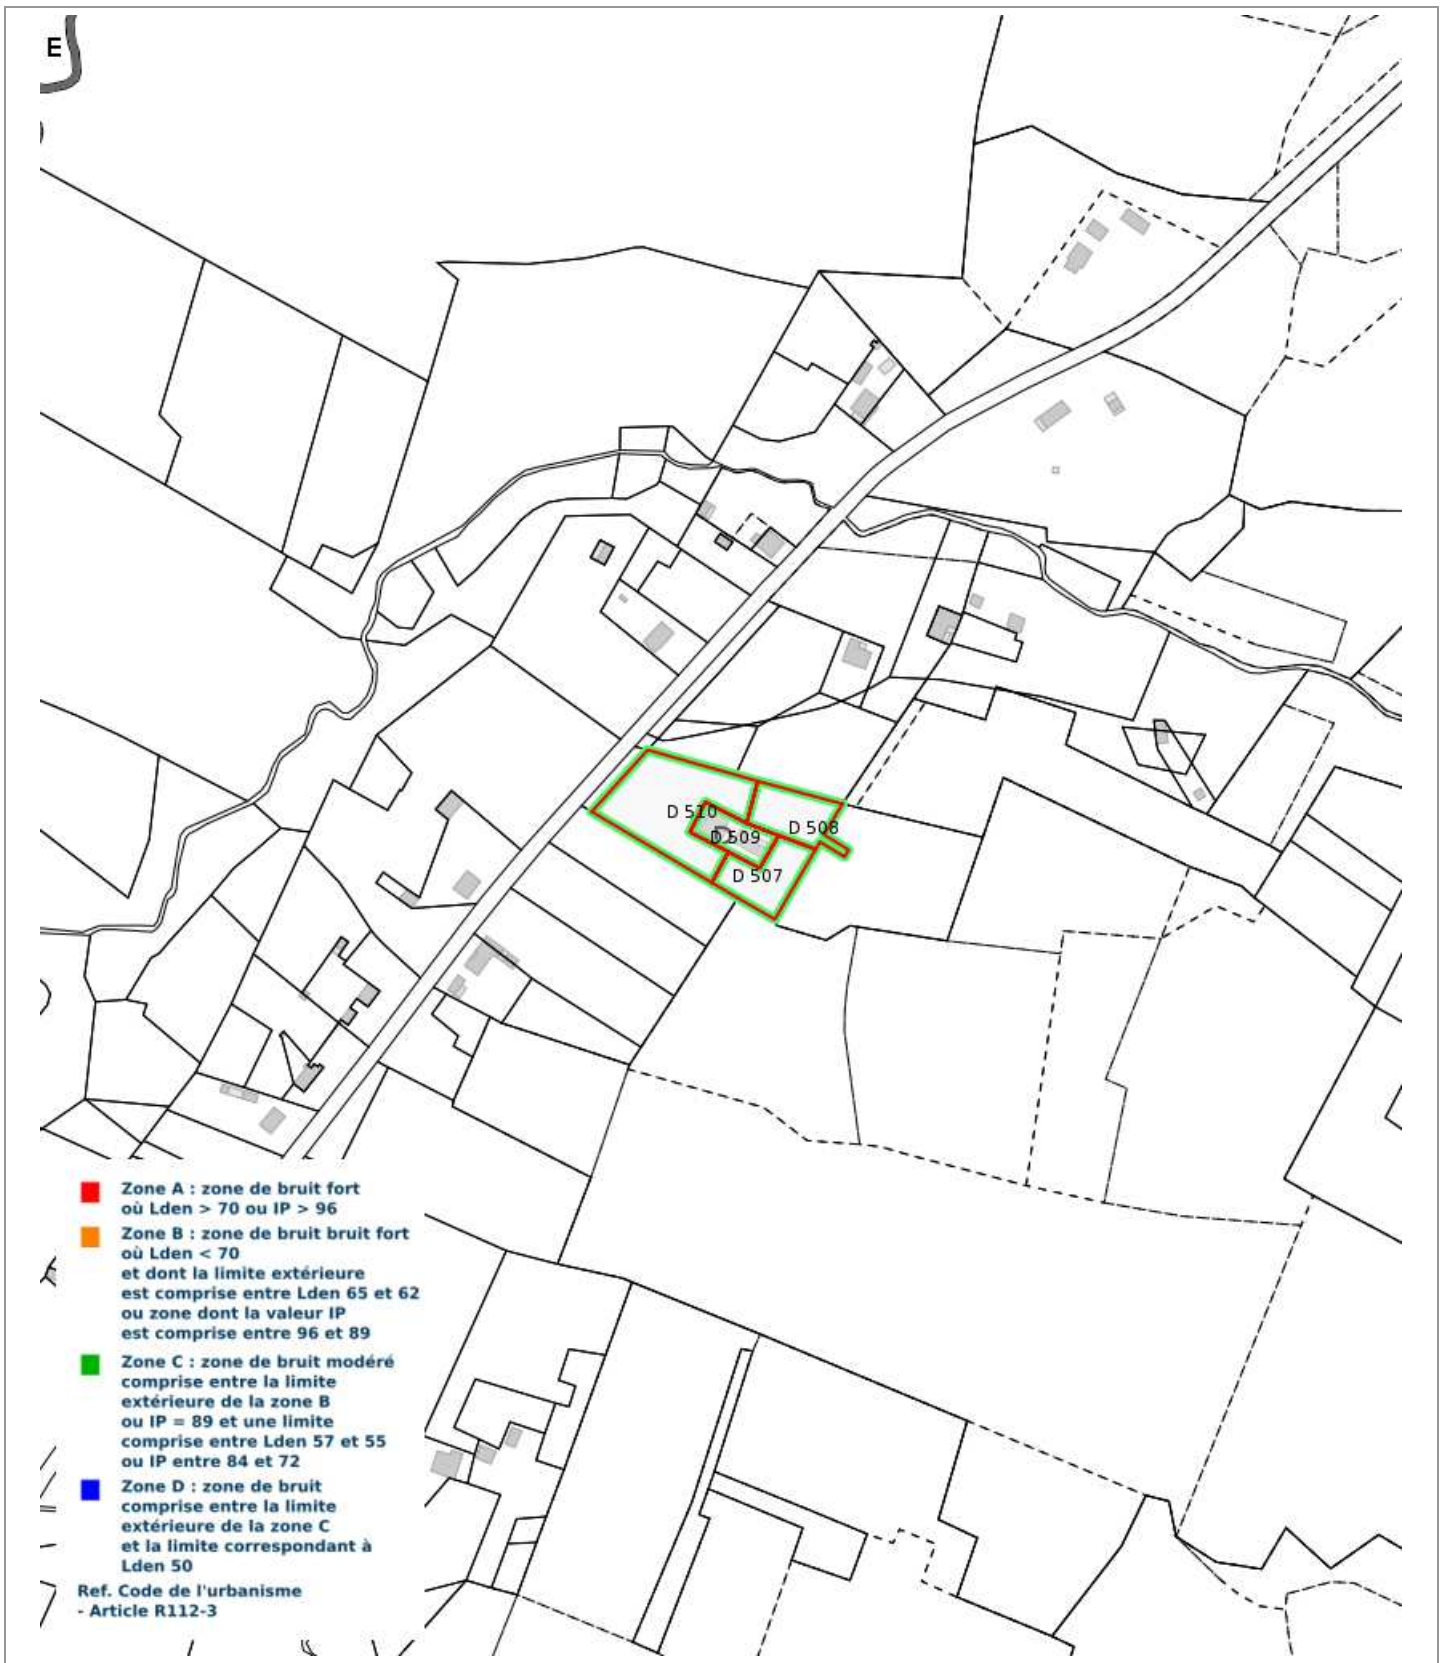 E
D 510
D 509
D 508
D 507
Zone A : zone de bruit fort
où Lden > 70 ou IP > 96
Zone B : zone de bruit bruit fort
où Lden < 70
et dont la limite extérieure
est comprise entre Lden 65 et 62
ou zone dont la valeur IP
est comprise entre 96 et 89
Zone C : zone de bruit modéré
comprise entre la limite
extérieure de la zone B
ou IP = 89 et une limite
comprise entre Lden 57 et 55
ou IP entre 84 et 72
Zone D : zone de bruit
comprise entre la limite
extérieure de la zone C
et la limite correspondant à
Lden 50
Ref. Code de l'urbanisme
- Article R112-3